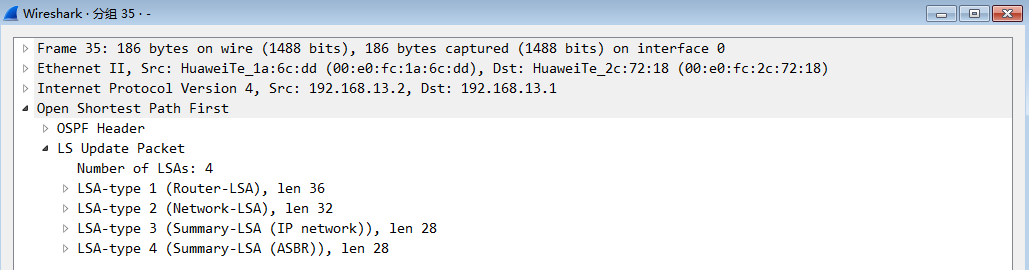 Wireshark · 分组 35 · -
Frame 35: 186 bytes on wire (1488 bits), 186 bytes captured (1488 bits) on interface 0
Ethernet II, Src: HuaweiTe_1a:6c:dd (00:e0:fc:1a:6c:dd), Dst: HuaweiTe_2c:72:18 (00:e0:fc:2c:72:18)
Internet Protocol Version 4, Src: 192.168.13.2, Dst: 192.168.13.1
Open Shortest Path First
OSPF Header
LS Update Packet
Number of LSAs: 4
LSA-type 1 (Router-LSA), len 36
LSA-type 2 (Network-LSA), len 32
LSA-type 3 (Summary-LSA (IP network)), len 28
LSA-type 4 (Summary-LSA (ASBR)), len 28